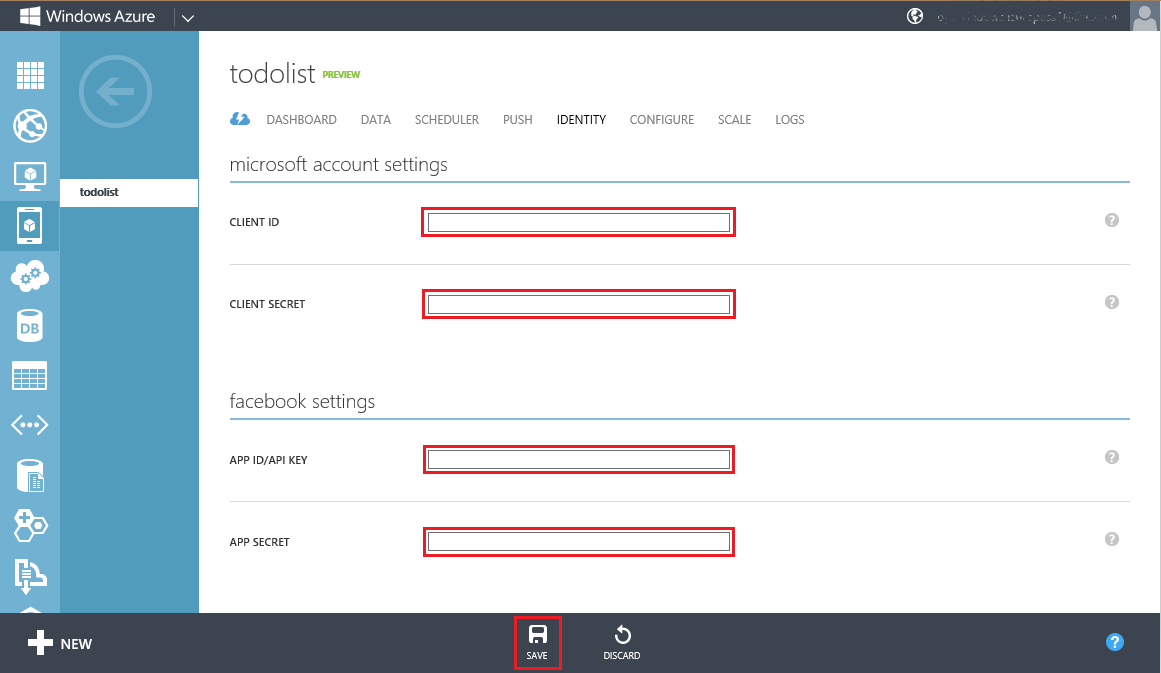 Windows Azure
todolist PREVIEW
DASHBOARD DATA SCHEDULER PUSH IDENTITY CONFIGURE SCALE LOGS
microsoft account settings
todolist
CLIENT ID
?
CLIENT SECRET
?
DB
facebook settings
APP ID/API KEY
?
APP SECRET
?
NEW
SAVE
DISCARD
?